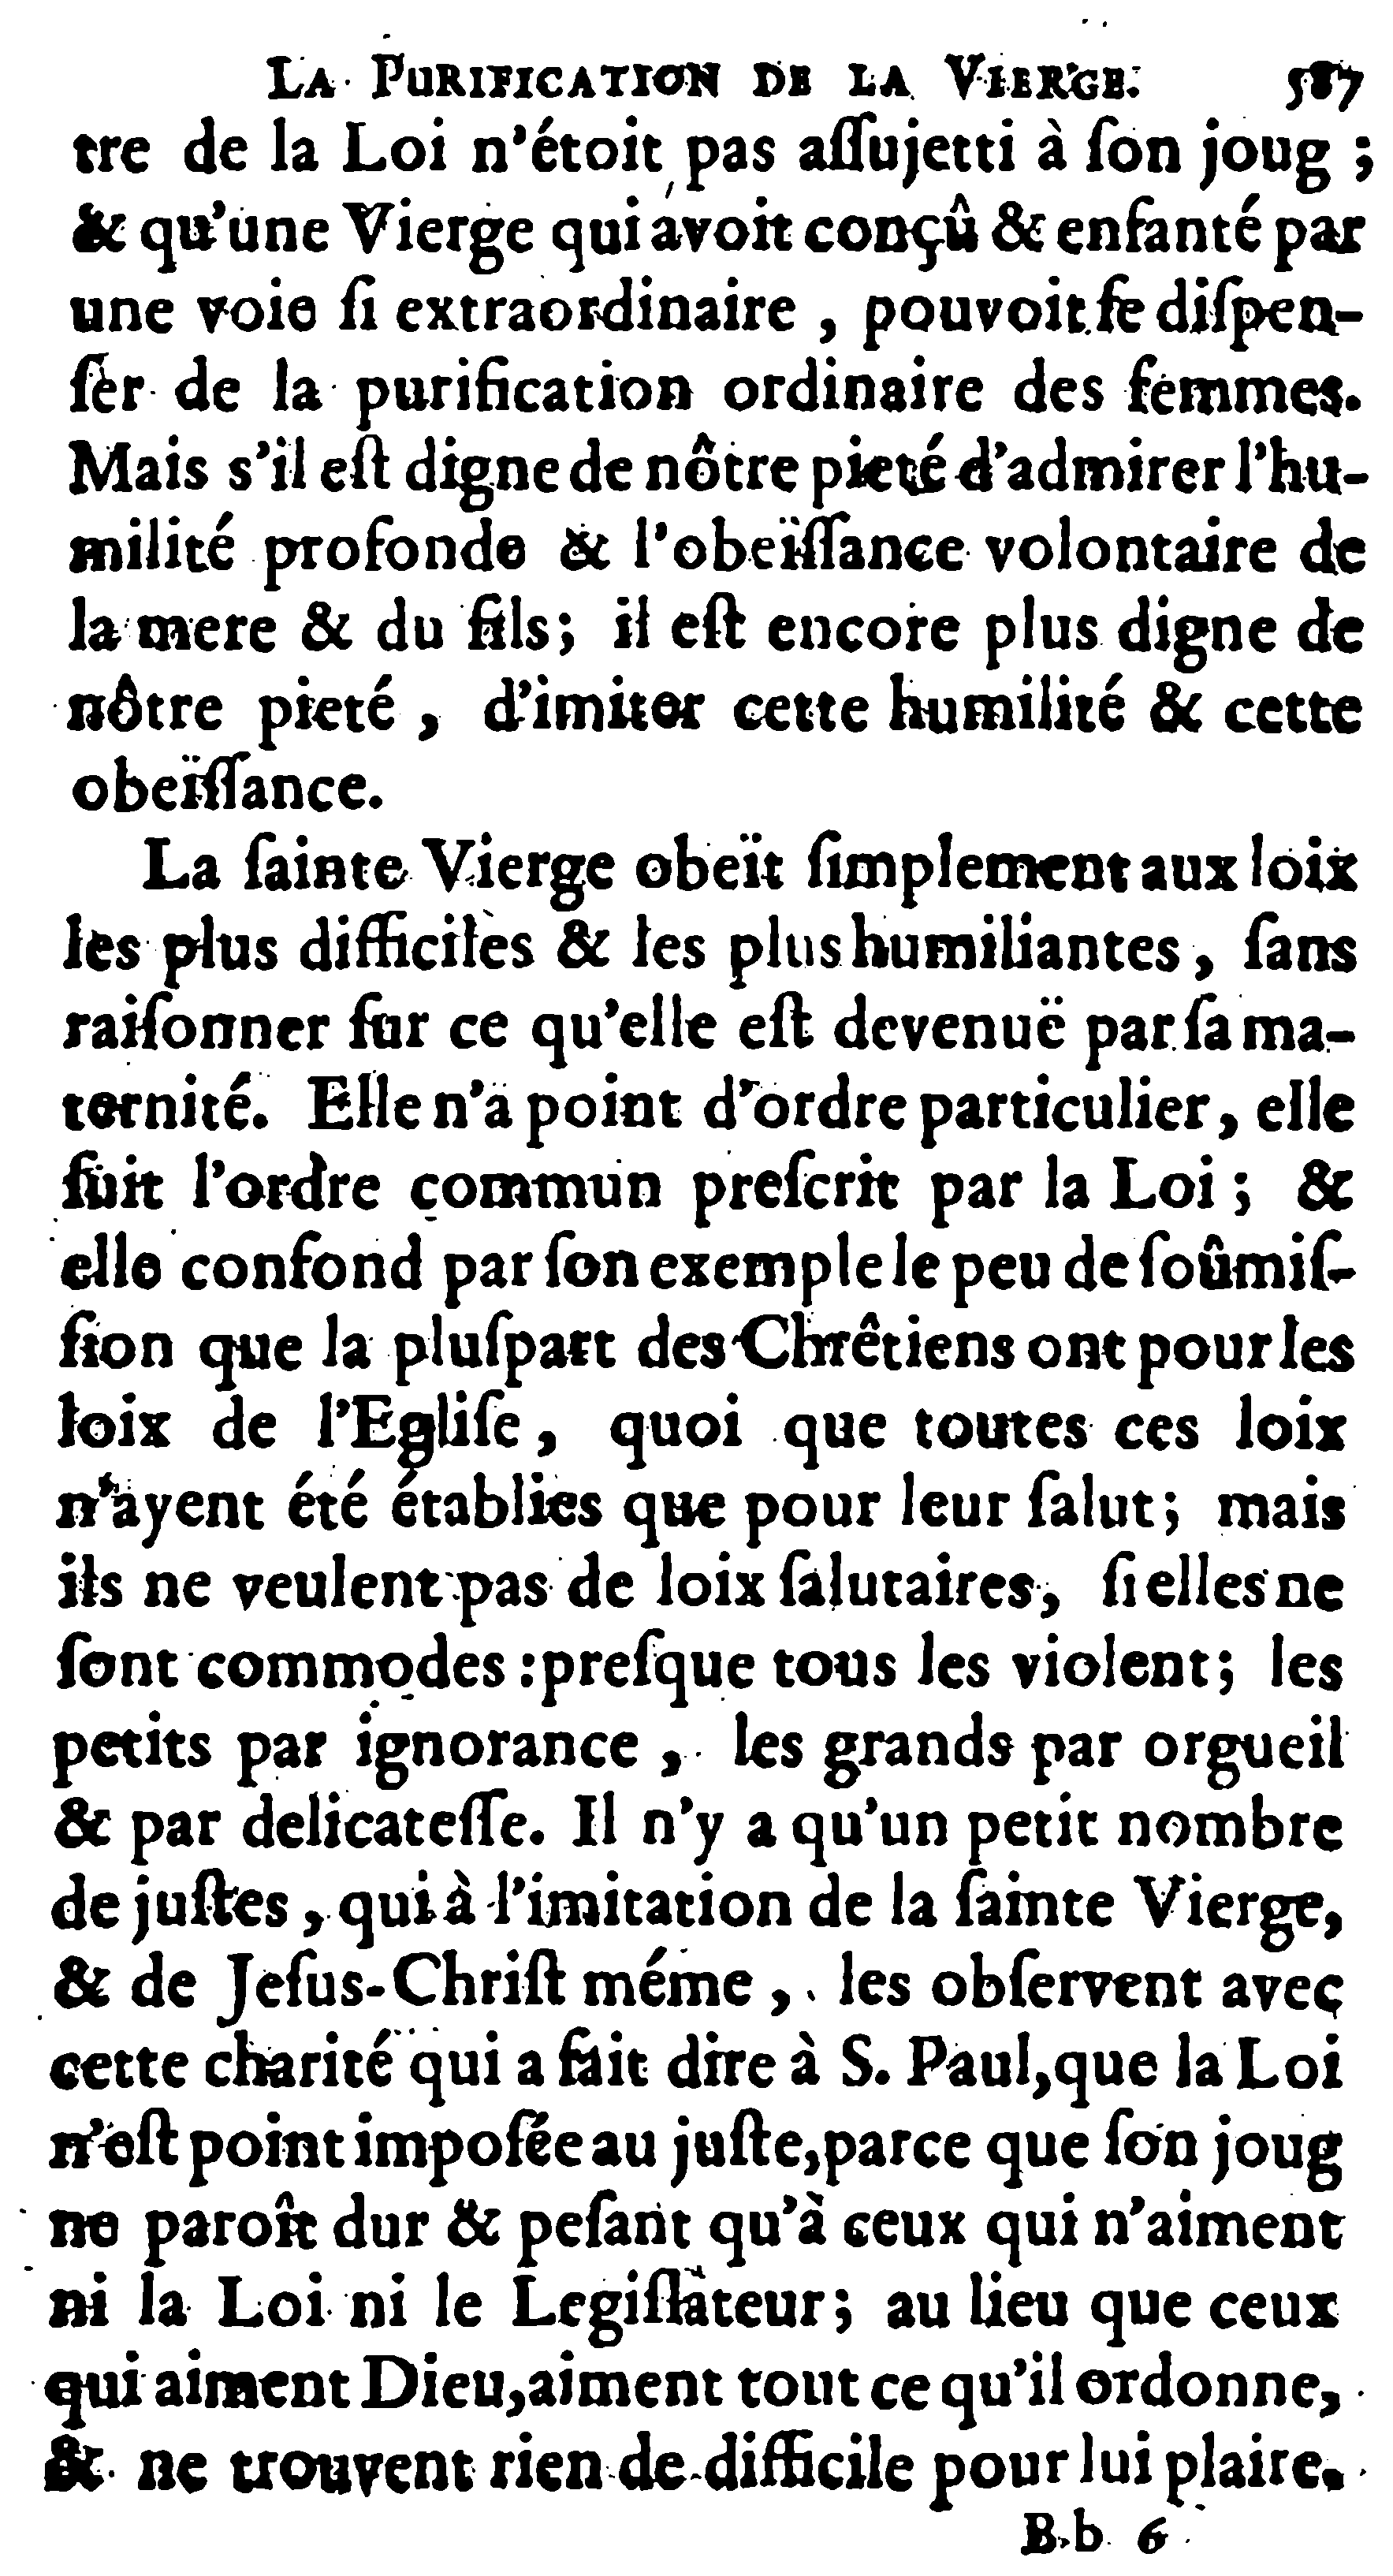 LA PURIFICATION DE LA VIERGE. 587
tre de la Loi n'étoit pas aſſujetti à ſon joug ;
& qu'une Vierge qui avoit conçû & enfanté par
une voie ſi extraordinaire , pouvoit ſe diſpen-
ſer de la purification ordinaire des femmes.
Mais s'il eſt digne de nôtre pieté d'admirer l'hu-
milité profonde & l'obeïſſance volontaire de
la mere & du fils; il eſt encore plus digne de
nôtre pieté , d'imiter cette humilité & cette
obeïſſance.
La ſainte Vierge obeït ſimplement aux loix
les plus difficiles & les plus humiliantes , ſans
raiſonner ſur ce qu'elle eſt devenuë par ſa ma-
ternité. Elle n'a point d'ordre particulier, elle
ſuit l'ordre commun preſcrit par la Loi ; &
elle confond par ſon exemple le peu de ſoûmiſ-
ſion que la pluſpart des Chrêtiens ont pour les
loix de l'Egliſe , quoi que toutes ces loix
n'ayent été établies que pour leur ſalut ; mais
ils ne veulent pas de loix ſalutaires, ſi elles ne
ſont commodes : preſque tous les violent ; les
petits par ignorance , les grands par orgueil
& par delicateſſe. Il n'y a qu'un petit nombre
de juſtes , qui à l'imitation de la ſainte Vierge,
& de Jeſus-Chriſt méme , les obſervent avec
cette charité qui a fait dire à S. Paul, que la Loi
n'eſt point impoſée au juſte, parce que ſon joug
ne paroît dur & peſant qu'à ceux qui n'aiment
ni la Loi ni le Legiſlateur ; au lieu que ceux
qui aiment Dieu, aiment tout ce qu'il ordonne,
& ne trouvent rien de difficile pour lui plaire.
B b 6